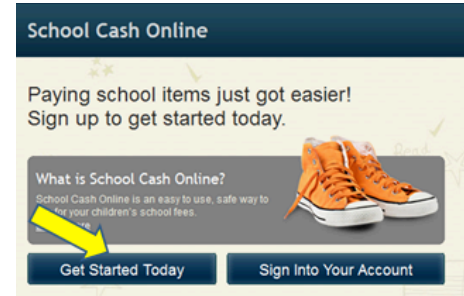 School Cash Online
Paying school items just got easier!
Sign up to get started today.
What is School Cash Online?
School Cash Online is an easy to use, safe way to
for your children's school fees.
Get Started Today
Sign Into Your Account